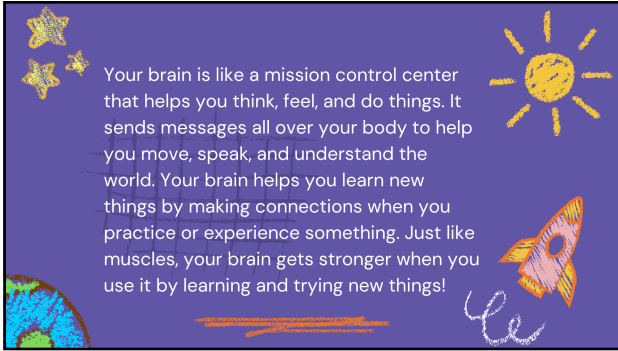 Your brain is like a mission control center
that helps you think, feel, and do things. It
sends messages all over your body to help
you move, speak, and understand the
world. Your brain helps you learn new
things by making connections when you
practice or experience something. Just like
muscles, your brain gets stronger when you
use it by learning and trying new things!